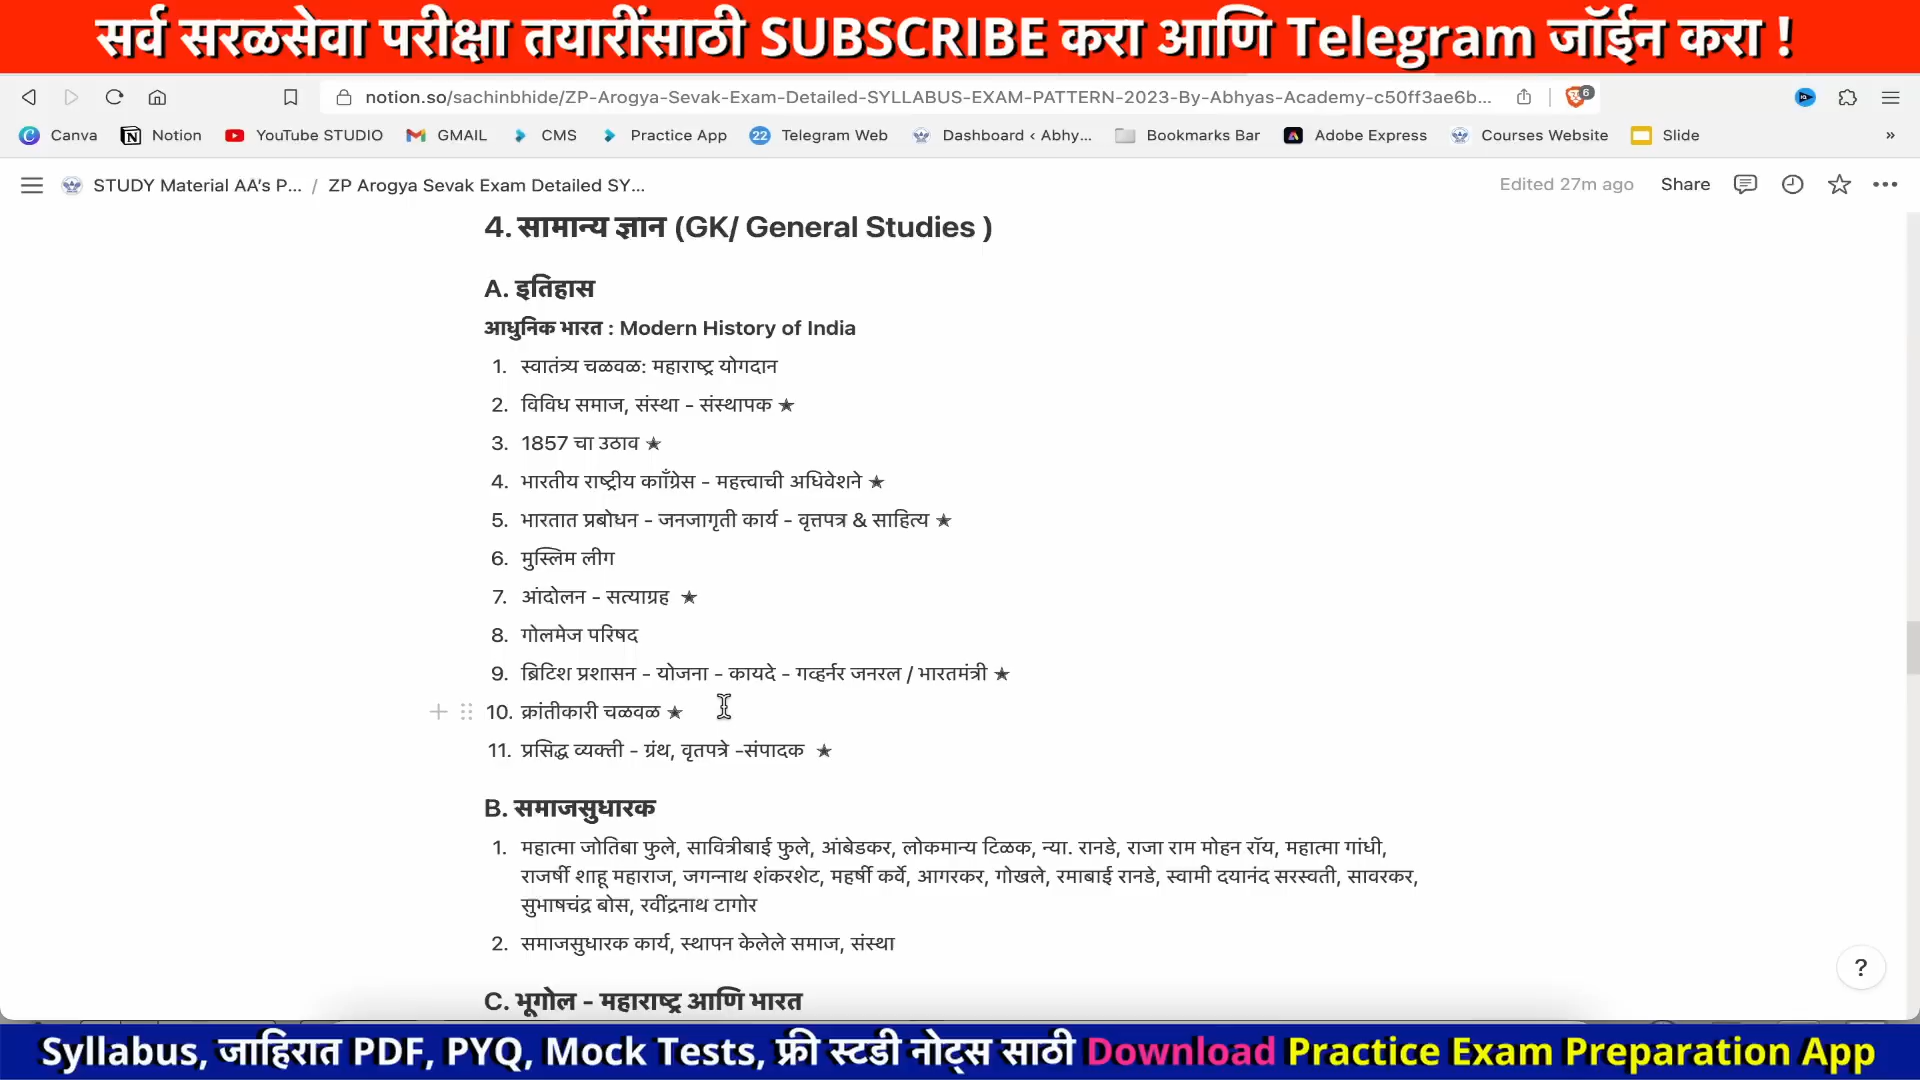 सर्व सरळसेवा परीक्षा तयारींसाठी SUBSCRIBE करा आणि Telegram जॉईन करा !
notion.so/sachinbhide/ZP-Arogya-Sevak-Exam-Detailed-SYLLABUS-EXAM-PATTERN-2023-By-Abhyas-Academy-c50ff3ae6b... 6
Canva Notion YouTube STUDIO GMAIL CMS Practice App 22 Telegram Web Dashboard ‹ Abhy... Bookmarks Bar Adobe Express Courses Website Slide »
STUDY Material AA's P... / ZP Arogya Sevak Exam Detailed SY... Edited 27m ago Share
4. सामान्य ज्ञान (GK/ General Studies )
A. इतिहास
आधुनिक भारत : Modern History of India
1. स्वातंत्र्य चळवळ: महाराष्ट्र योगदान
2. विविध समाज, संस्था - संस्थापक ★
3. 1857 चा उठाव ★
4. भारतीय राष्ट्रीय काँाग्रेस - महत्त्वाची अधिवेशने ★
5. भारतात प्रबोधन - जनजागृती कार्य - वृत्तपत्र & साहित्य ★
6. मुस्लिम लीग
7. आंदोलन - सत्याग्रह ★
8. गोलमेज परिषद
9. ब्रिटिश प्रशासन - योजना - कायदे - गव्हर्नर जनरल / भारतमंत्री ★
10. क्रांतीकारी चळवळ ★
11. प्रसिद्ध व्यक्ती - ग्रंथ, वृतपत्रे -संपादक ★
B. समाजसुधारक
1. महात्मा जोतिबा फुले, सावित्रीबाई फुले, आंबेडकर, लोकमान्य टिळक, न्या. रानडे, राजा राम मोहन रॉय, महात्मा गांधी,
राजर्षी शाहू महाराज, जगन्नाथ शंकरशेट, महर्षी कर्वे, आगरकर, गोखले, रमाबाई रानडे, स्वामी दयानंद सरस्वती, सावरकर,
सुभाषचंद्र बोस, रवींद्रनाथ टागोर
2. समाजसुधारक कार्य, स्थापन केलेले समाज, संस्था
?
C. भूगोल - महाराष्ट्र आणि भारत
Syllabus, जाहिरात PDF, PYQ, Mock Tests, फ्री स्टडी नोट्स साठी Download Practice Exam Preparation App